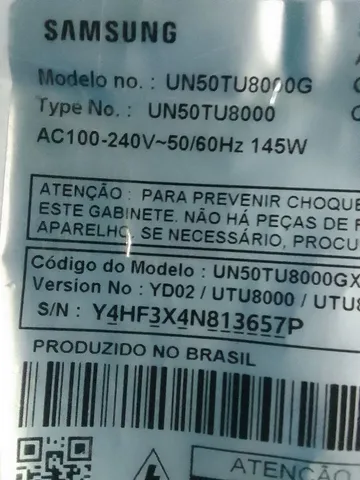 SAMSUNG
Modelo no. : UN50TU8000G
Type No. : UN50TU8000
AC100-240V~50/60Hz 145W
ATENÇÃO : PARA PREVENIR CHOQUE
ESTE GABINETE. NÃO HÁ PEÇAS DE
APARELHO, SE NECESSÁRIO, PROCU
Código do Modelo : UN50TU8000GX
Version No : YD02 / UTU8000 / UTU8
S/N : Y4HF3X4N813657P
PRODUZIDO NO BRASIL
ATENÇÃO